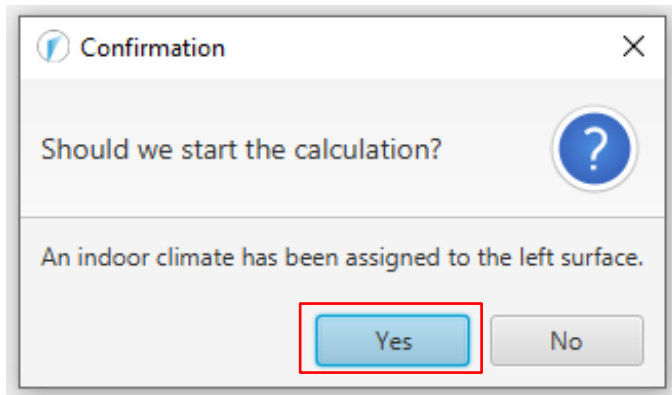 Confirmation
Should we start the calculation?
An indoor climate has been assigned to the left surface.
Yes
No